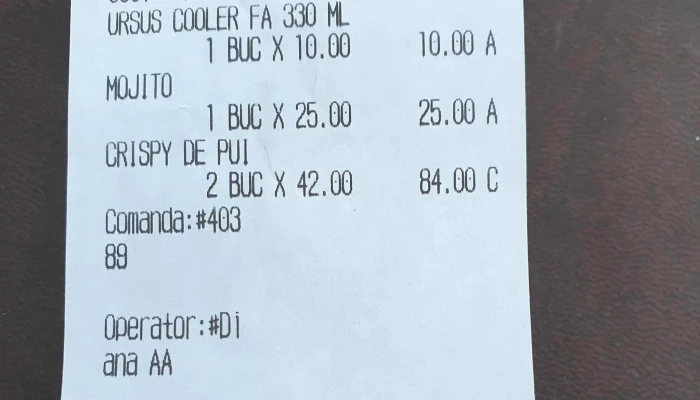 URSUS COOLER FA 330 ML
1 BUC X 10.00 10.00 A
MOJITO
1 BUC X 25.00 25.00 A
CRISPY DE PUI
2 BUC X 42.00 84.00 C
Comanda:#403
89
Operator:#Di
ana AA